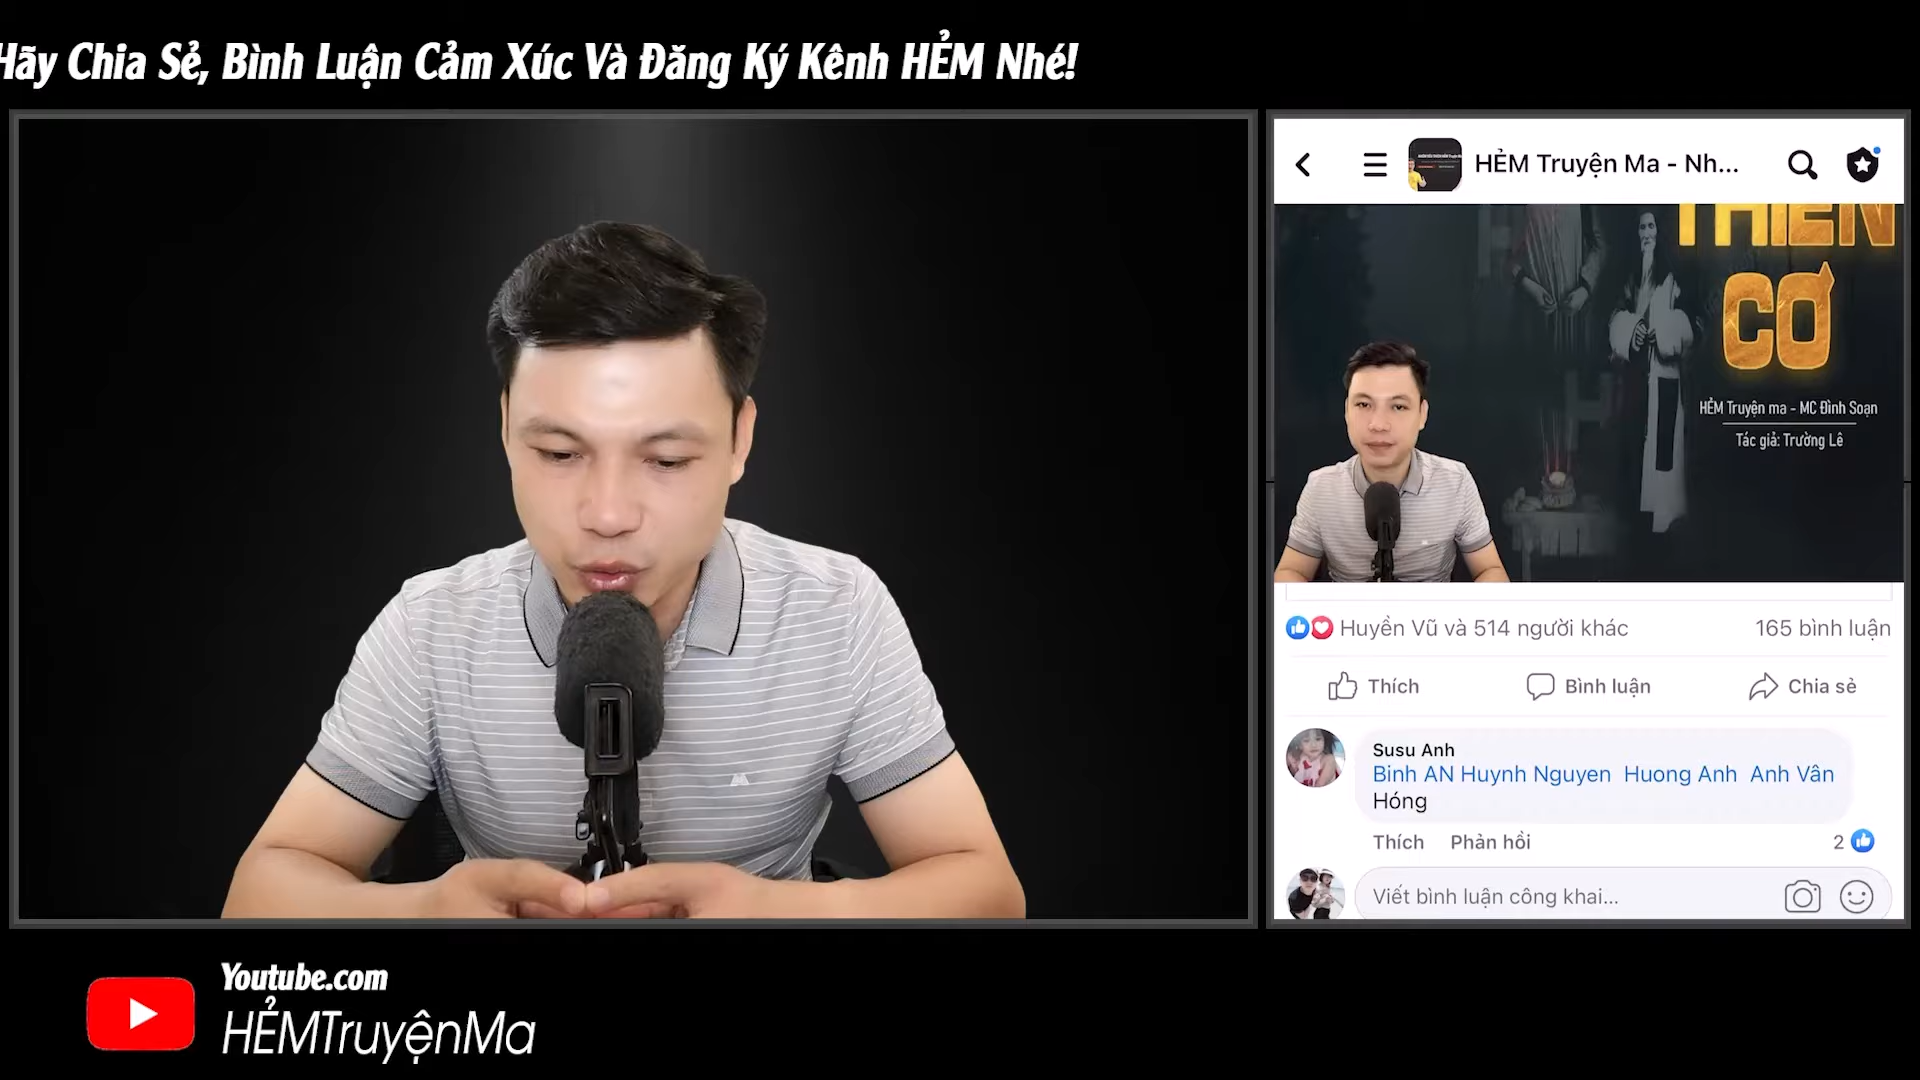 Hãy Chia Sẻ, Bình Luận Cảm Xúc Và Đăng Ký Kênh HẺM Nhé!
HẺM Truyện Ma - Nh...
THIÊN
CƠ
HẺM Truyện ma - MC Đình Soạn
Tác giả: Trường Lê
Huyền Vũ và 514 người khác
165 bình luận
Thích
Bình luận
Chia sẻ
Susu Anh
Binh AN Huynh Nguyen Huong Anh Anh Vân
Hóng
Thích
Phản hồi
2
Viết bình luận công khai...
Youtube.com
HẺMTruyệnMa